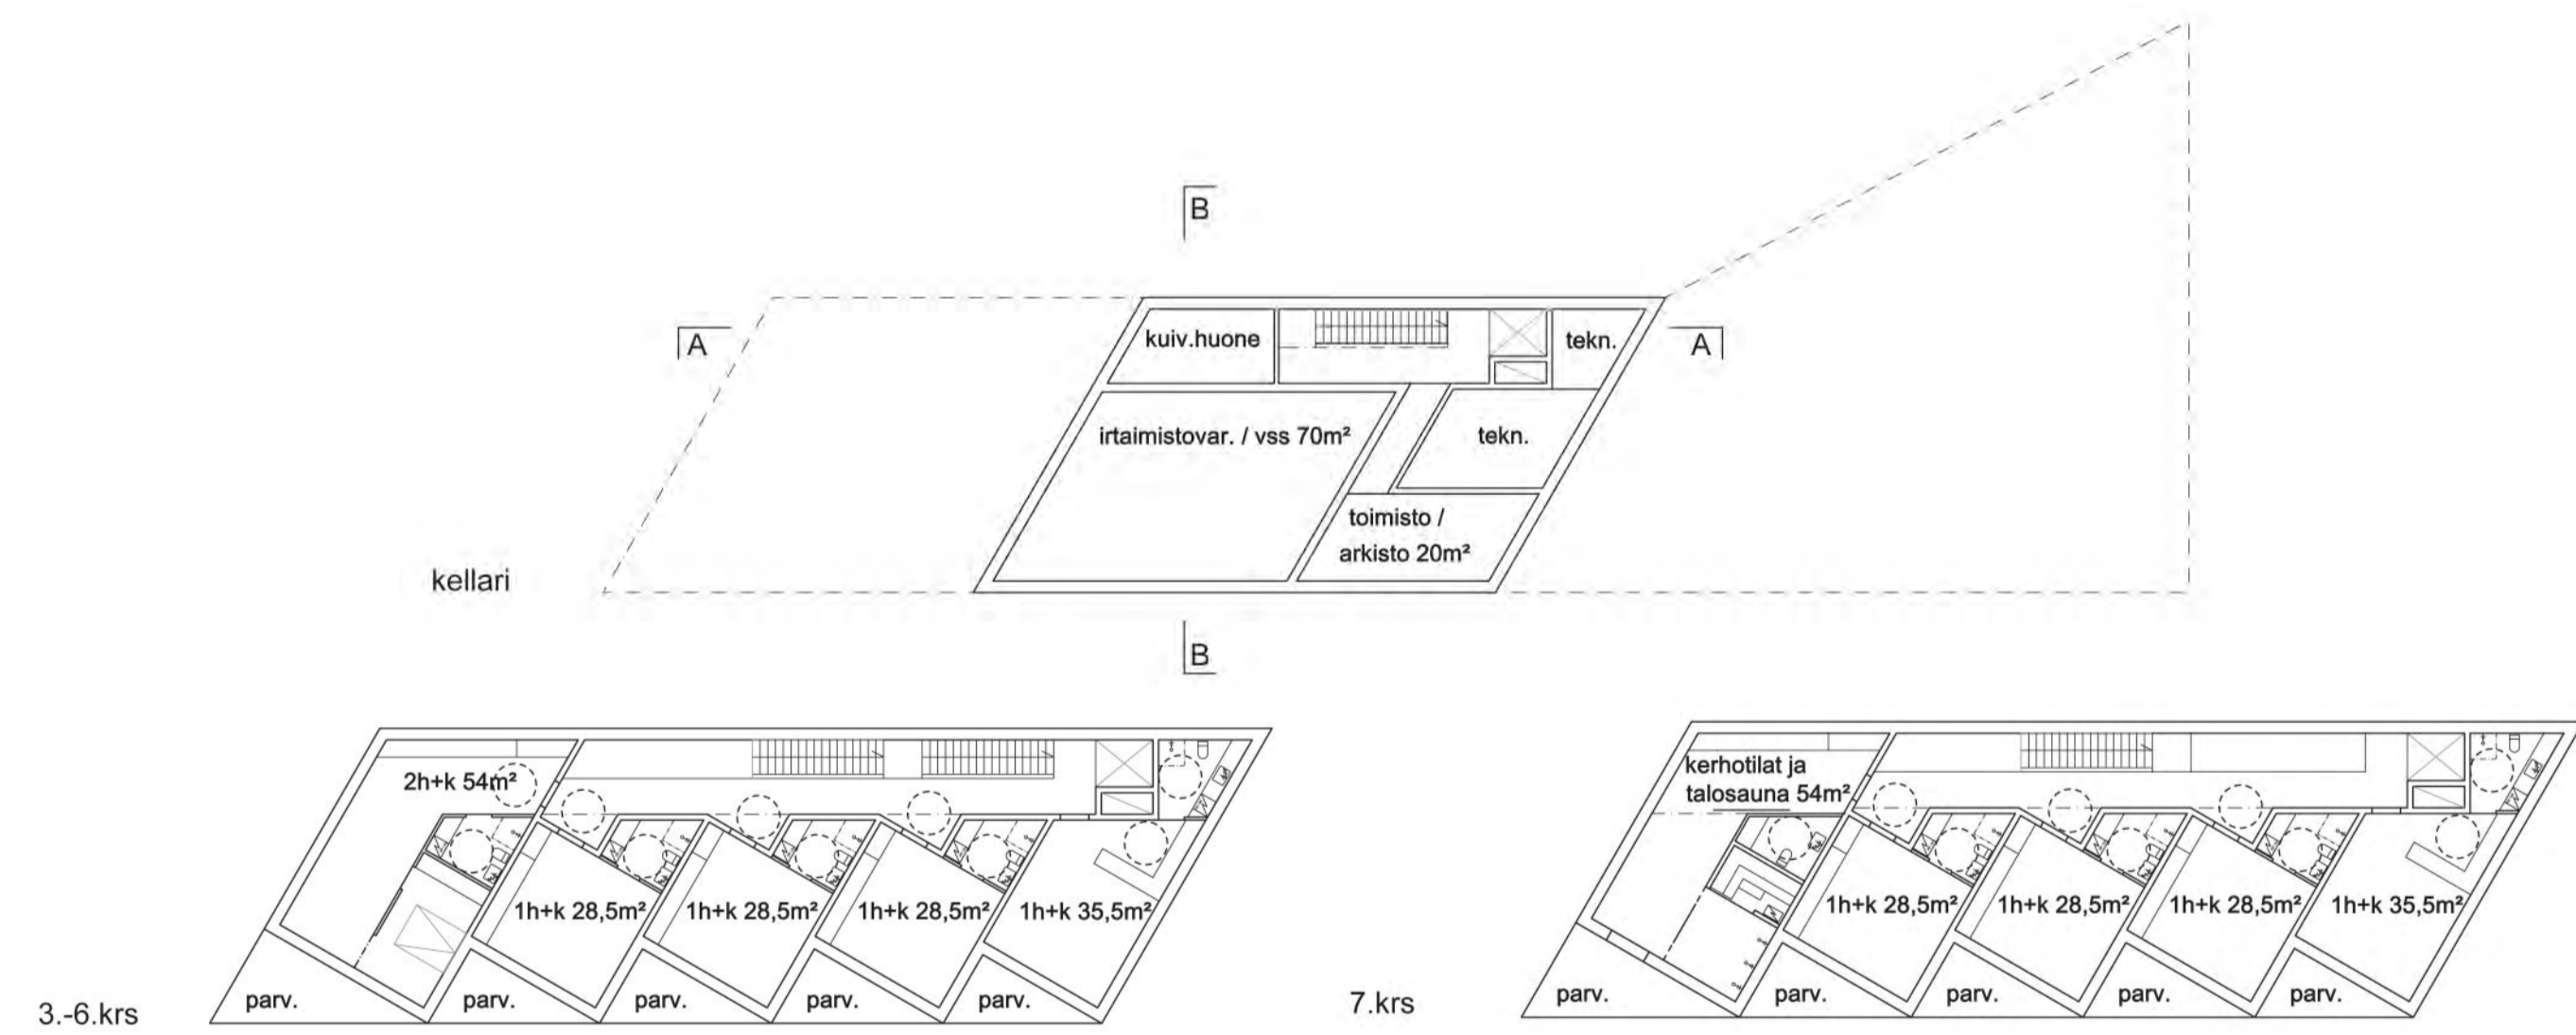 B
A
kuiv.huone
tekn.
A
irtaimistovar. / vss 70m²
tekn.
toimisto /
arkisto 20m²
kellari
B
2h+k 54m²
1h+k 28,5m²
1h+k 28,5m²
1h+k 28,5m²
1h+k 35,5m²
parv.
parv.
parv.
parv.
parv.
3.-6.krs
kerhotilat ja
talosauna 54m²
1h+k 28,5m²
1h+k 28,5m²
1h+k 28,5m²
1h+k 35,5m²
parv.
parv.
parv.
parv.
parv.
7.krs